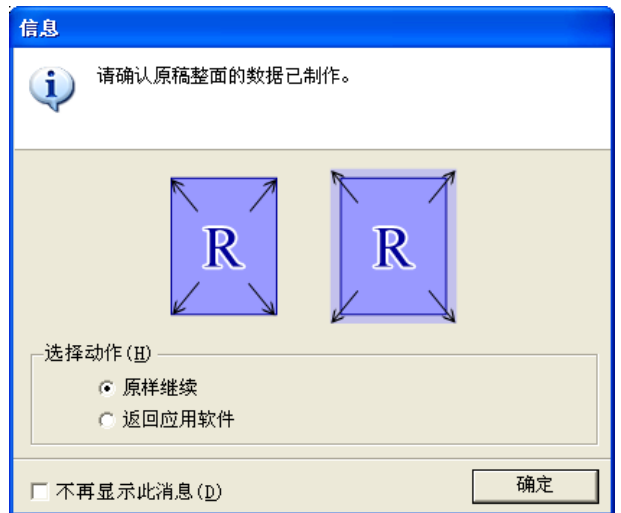 信息
请确认原稿整面的数据已制作。
R R
选择动作(H)
原样继续
返回应用软件
不再显示此消息(D)
确定